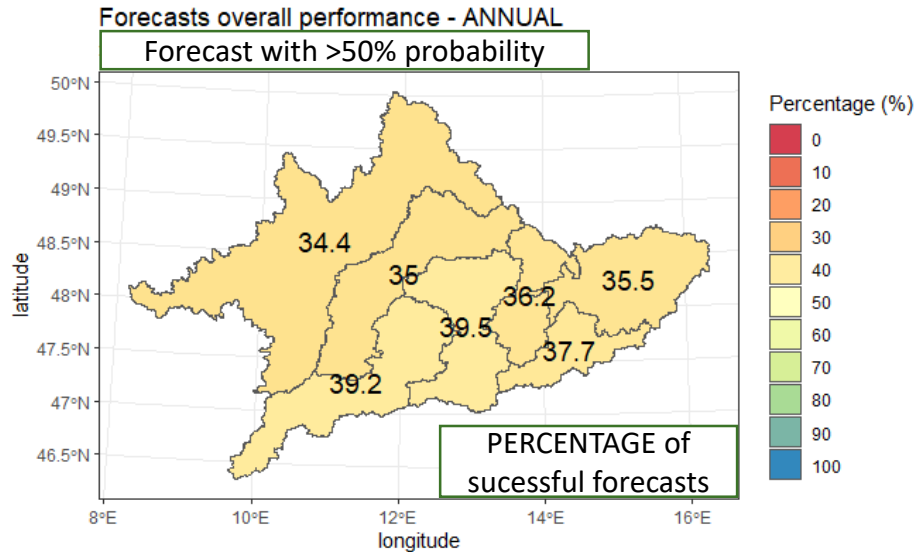 Forecasts overall performance - ANNUAL
Forecast with >50% probability
50°N
49.5°N
49°N
48.5°N
48°N
47.5°N
47°N
46.5°N
latitude
34.4
35
36.2
35.5
39.5
37.7
39.2
PERCENTAGE of
sucessful forecasts
8°E
10°E
12°E
14°E
16°E
longitude
Percentage (%)
0
10
20
30
40
50
60
70
80
90
100